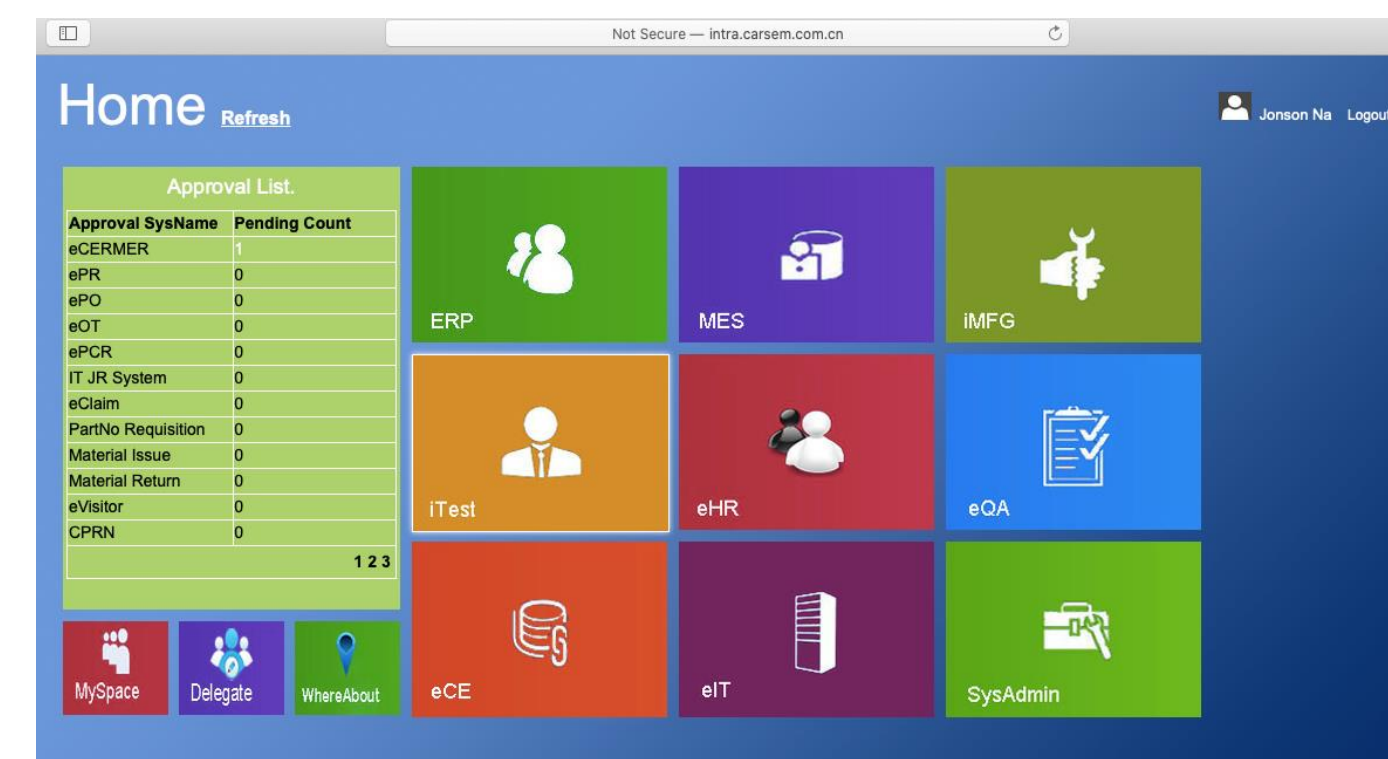 Not Secure — intra.carsem.com.cn
Home Refresh
Jonson Na Logout
Approval List.
Approval SysName Pending Count
eCERMER 1
ePR 0
ePO 0
eOT 0
ePCR 0
IT JR System 0
eClaim 0
PartNo Requisition 0
Material Issue 0
Material Return 0
eVisitor 0
CPRN 0
1 2 3
MySpace
Delegate
WhereAbout
ERP
MES
iMFG
iTest
eHR
eQA
eCE
eIT
SysAdmin